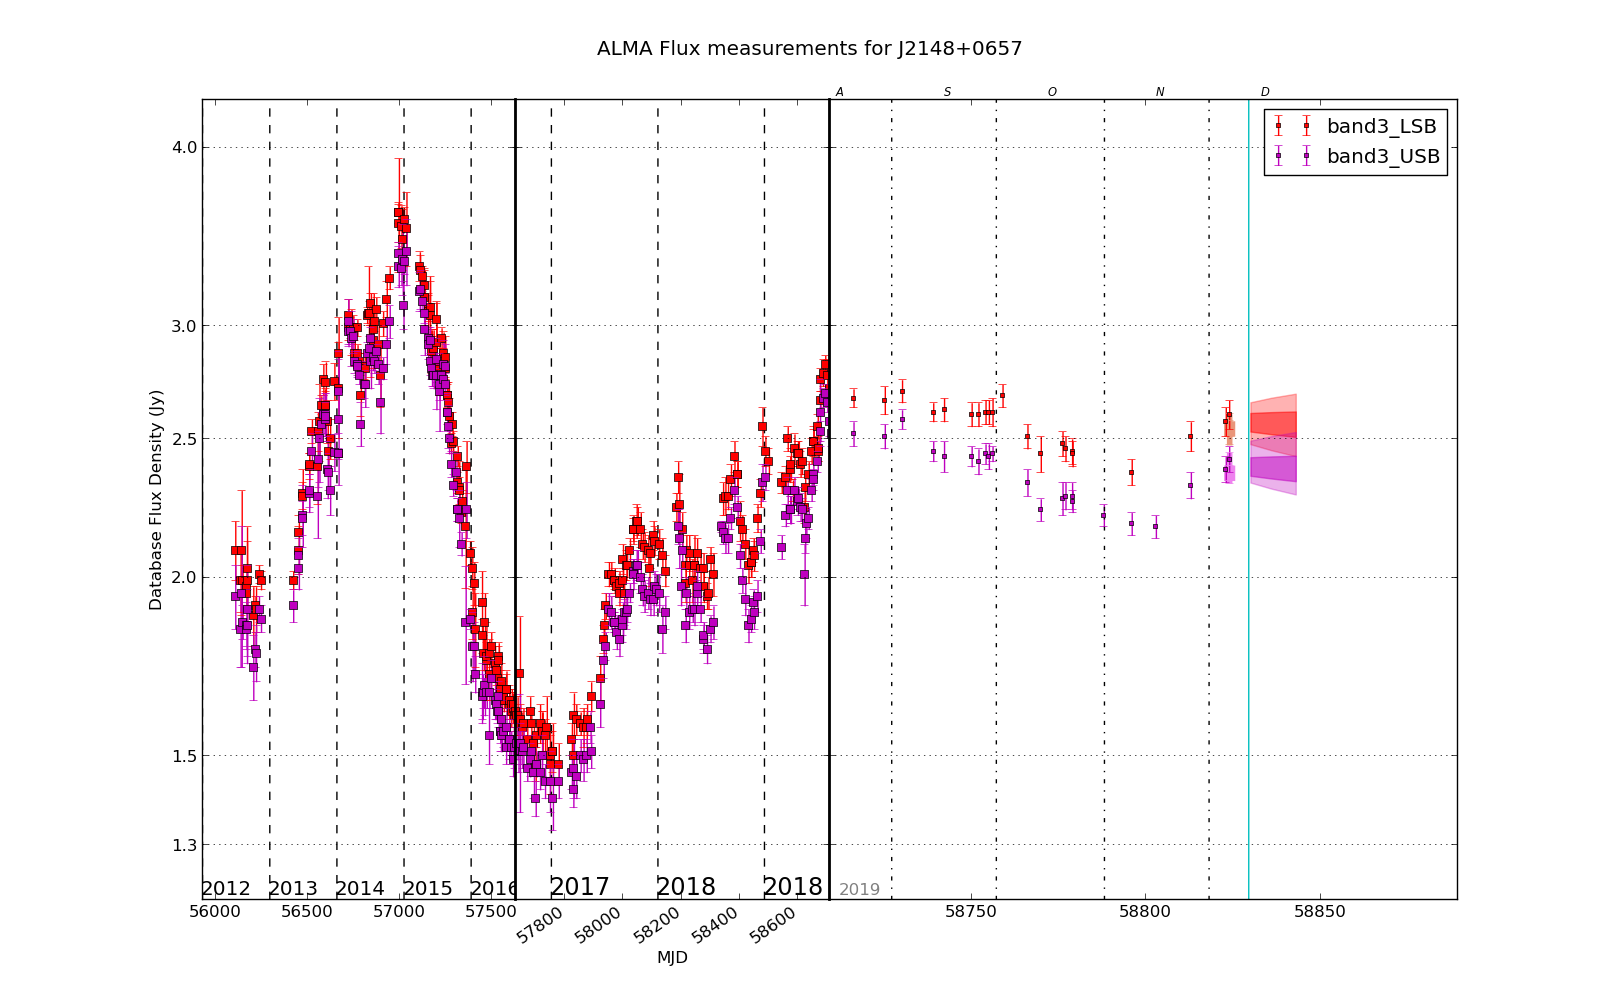 ALMA Flux measurements for J2148+0657
A S O N D
band3_LSB
band3_USB
4.0
3.0
2.5
2.0
1.5
1.3
Database Flux Density (Jy)
2012 2013 2014 2015 2016 2017 2018 2018 2019
56000 56500 57000 57500 57800 58000 58200 58400 58600 58750 58800 58850
MJD